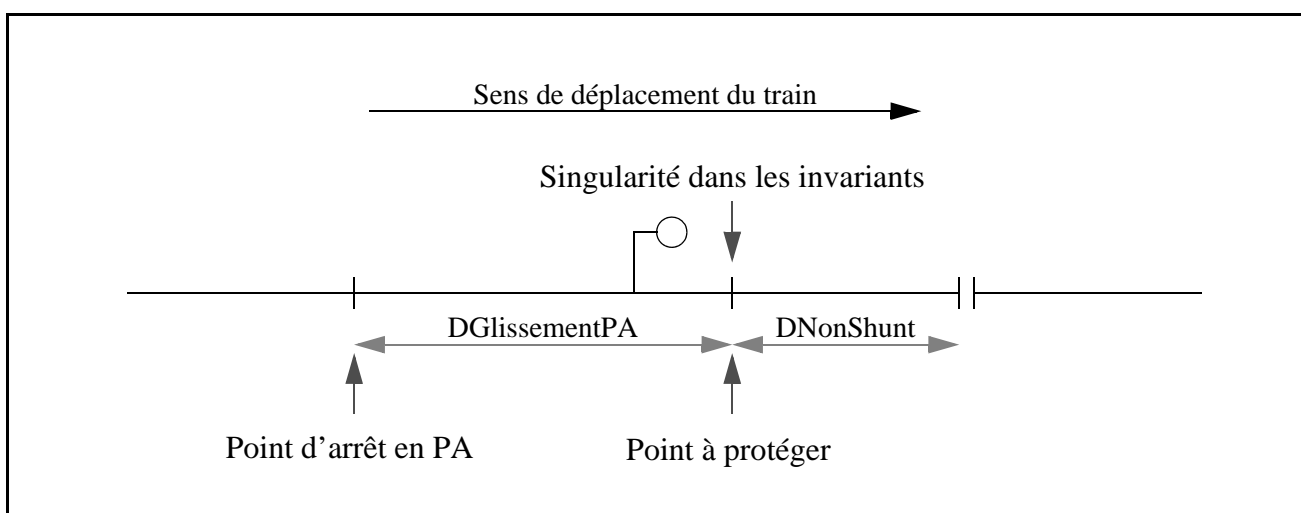 Sens de déplacement du train
Singularité dans les invariants
DGlissementPA
DNonShunt
Point d’arrêt en PA
Point à protéger